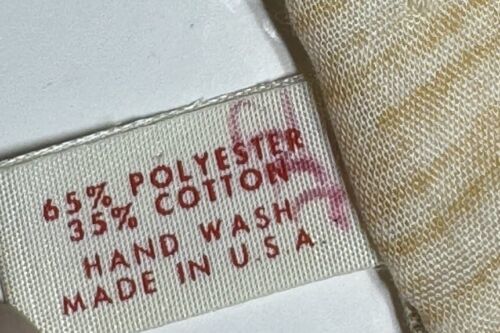 65% POLYESTER
35% COTTON
HAND WASH
MADE IN U.S.A.